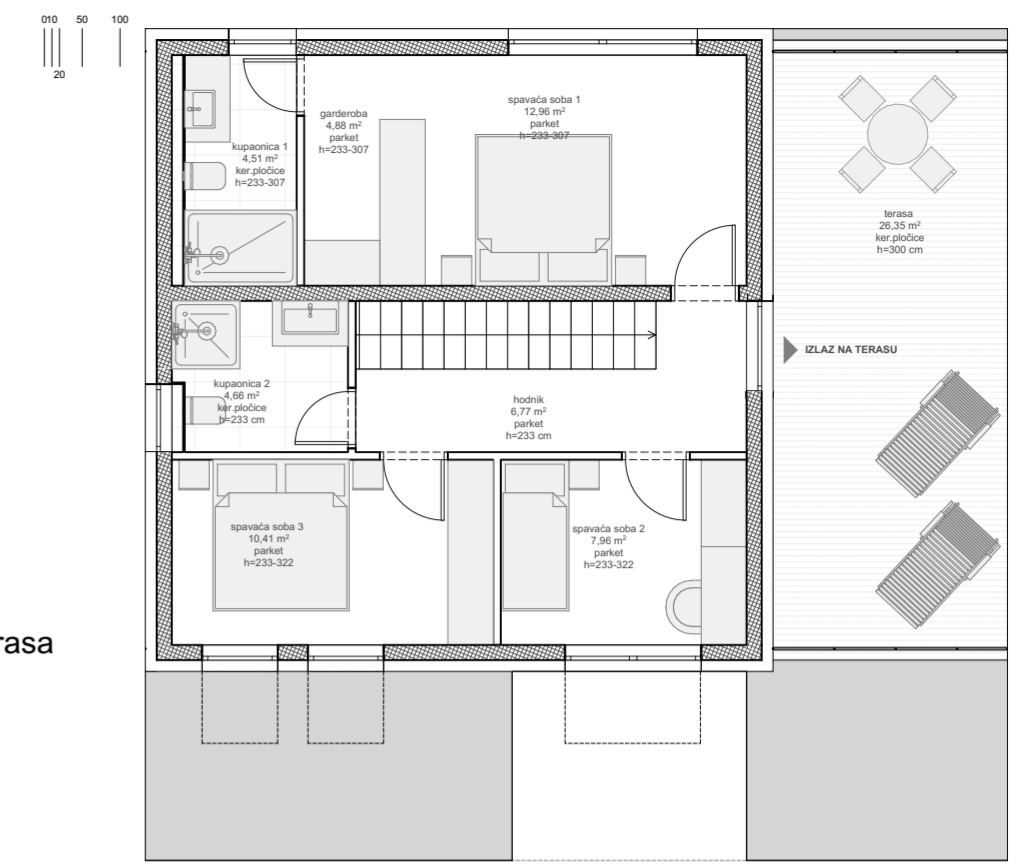 010 50 100
20
garderoba
4,88 m²
parket
h=233-307
spavaća soba 1
12,96 m²
parket
h=233-307
kupaonica 1
4,51 m²
ker.pločice
h=233-307
terasa
26,35 m²
ker.pločice
h=300 cm
IZLAZ NA TERASU
kupaonica 2
4,66 m²
ker.pločice
h=233 cm
hodnik
6,77 m²
parket
h=233 cm
spavaća soba 3
10,41 m²
parket
h=233-322
spavaća soba 2
7,96 m²
parket
h=233-322
rasa